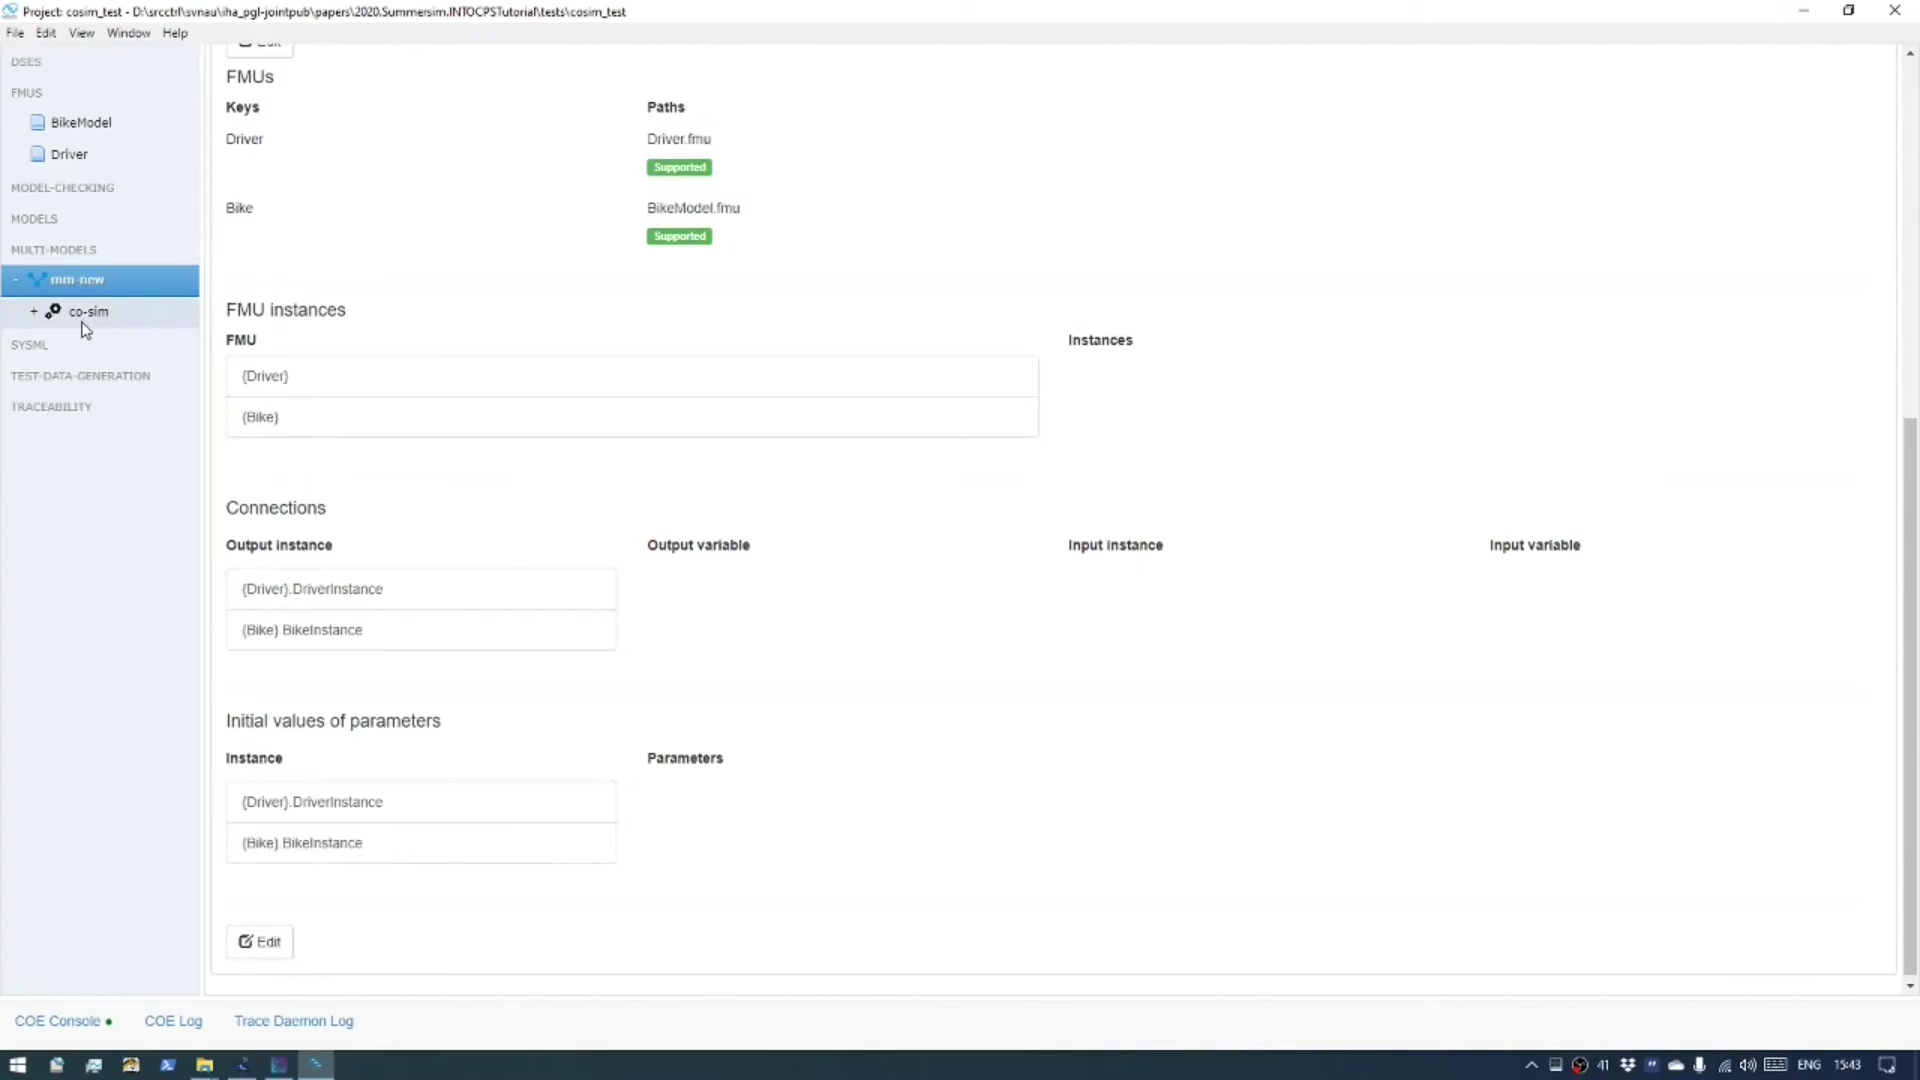 Project: cosim_test - D:\srcctrl\svnau\iha_pgl-jointpub\papers\2020.Summersim.INTOCPSTutorial\tests\cosim_test
File Edit View Window Help
DSES
FMUS
BikeModel
Driver
MODEL-CHECKING
MODELS
MULTI-MODELS
- mm-new
+ co-sim
SYSML
TEST-DATA-GENERATION
TRACEABILITY
Edit
FMUs
Keys Paths
Driver Driver.fmu
Supported
Bike BikeModel.fmu
Supported
FMU instances
FMU Instances
{Driver}
{Bike}
Connections
Output instance Output variable Input instance Input variable
{Driver}.DriverInstance
{Bike}.BikeInstance
Initial values of parameters
Instance Parameters
{Driver}.DriverInstance
{Bike}.BikeInstance
Edit
COE Console COE Log Trace Daemon Log
41 ENG 15:43